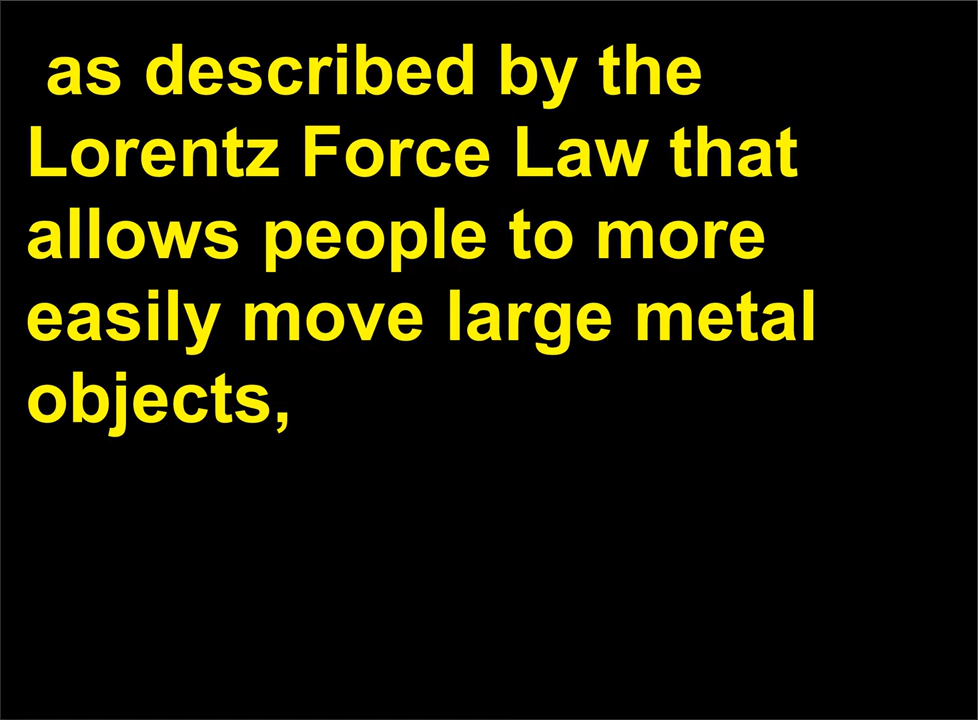 as described by the
Lorentz Force Law that
allows people to more
easily move large metal
objects,